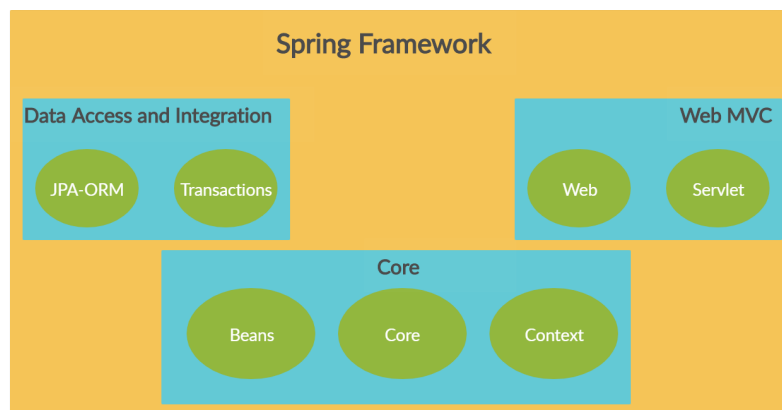 Spring Framework
Data Access and Integration
JPA-ORM
Transactions
Web MVC
Web
Servlet
Core
Beans
Core
Context